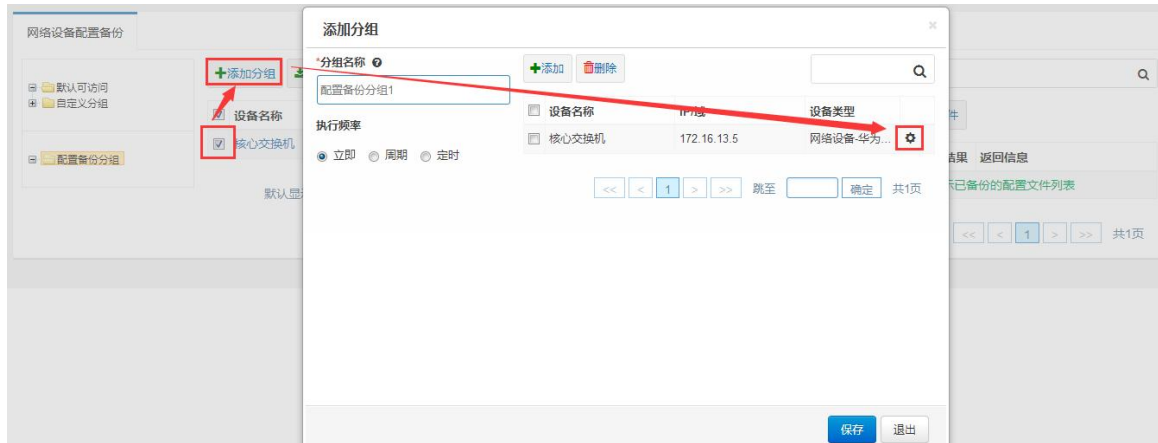 网络设备配置备份
默认可访问
自定义分组
配置备份分组
添加分组
设备名称
核心交换机
默认显
添加分组
×
*分组名称
配置备份分组1
执行频率
立即 周期 定时
添加 删除
设备名称 IP/域 设备类型
核心交换机 172.16.13.5 网络设备-华为...
<< < 1 > >> 跳至 确定 共1页
保存 退出
件
结果 返回信息
示已备份的配置文件列表
<< < 1 > >> 共1页